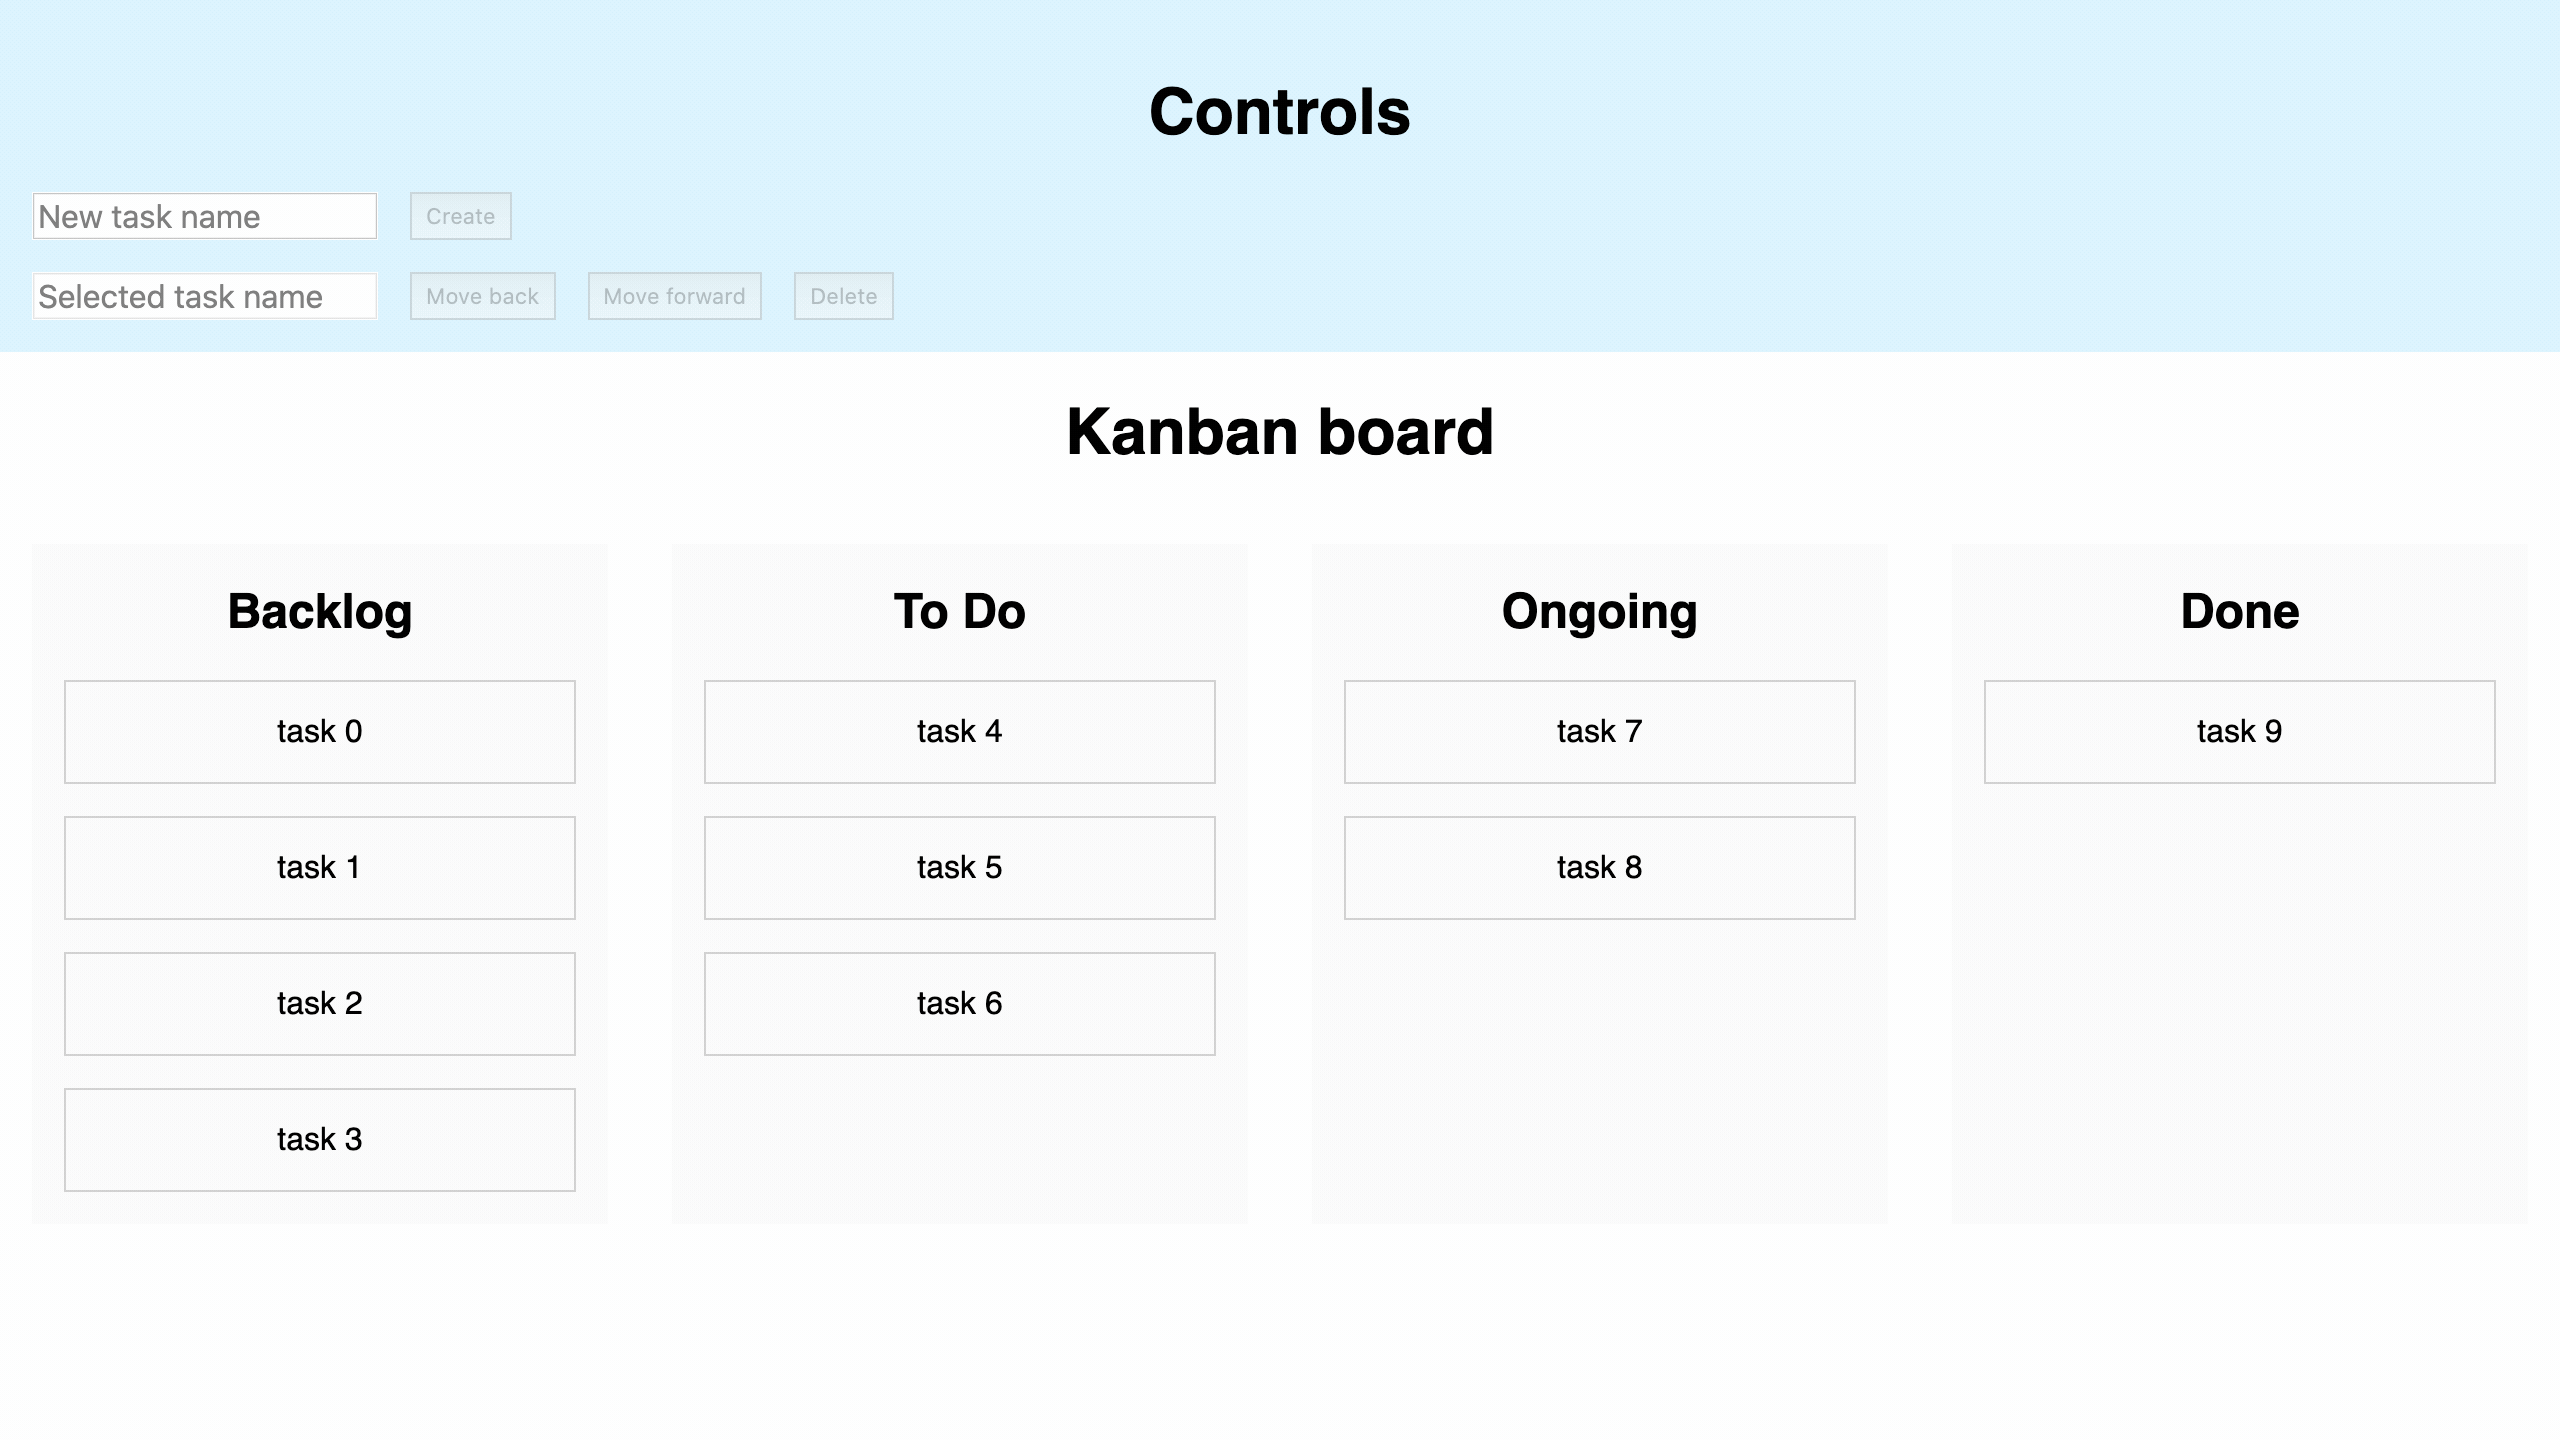 Controls
New task name Create
Selected task name Move back Move forward Delete
Kanban board
Backlog
task 0
task 1
task 2
task 3
To Do
task 4
task 5
task 6
Ongoing
task 7
task 8
Done
task 9